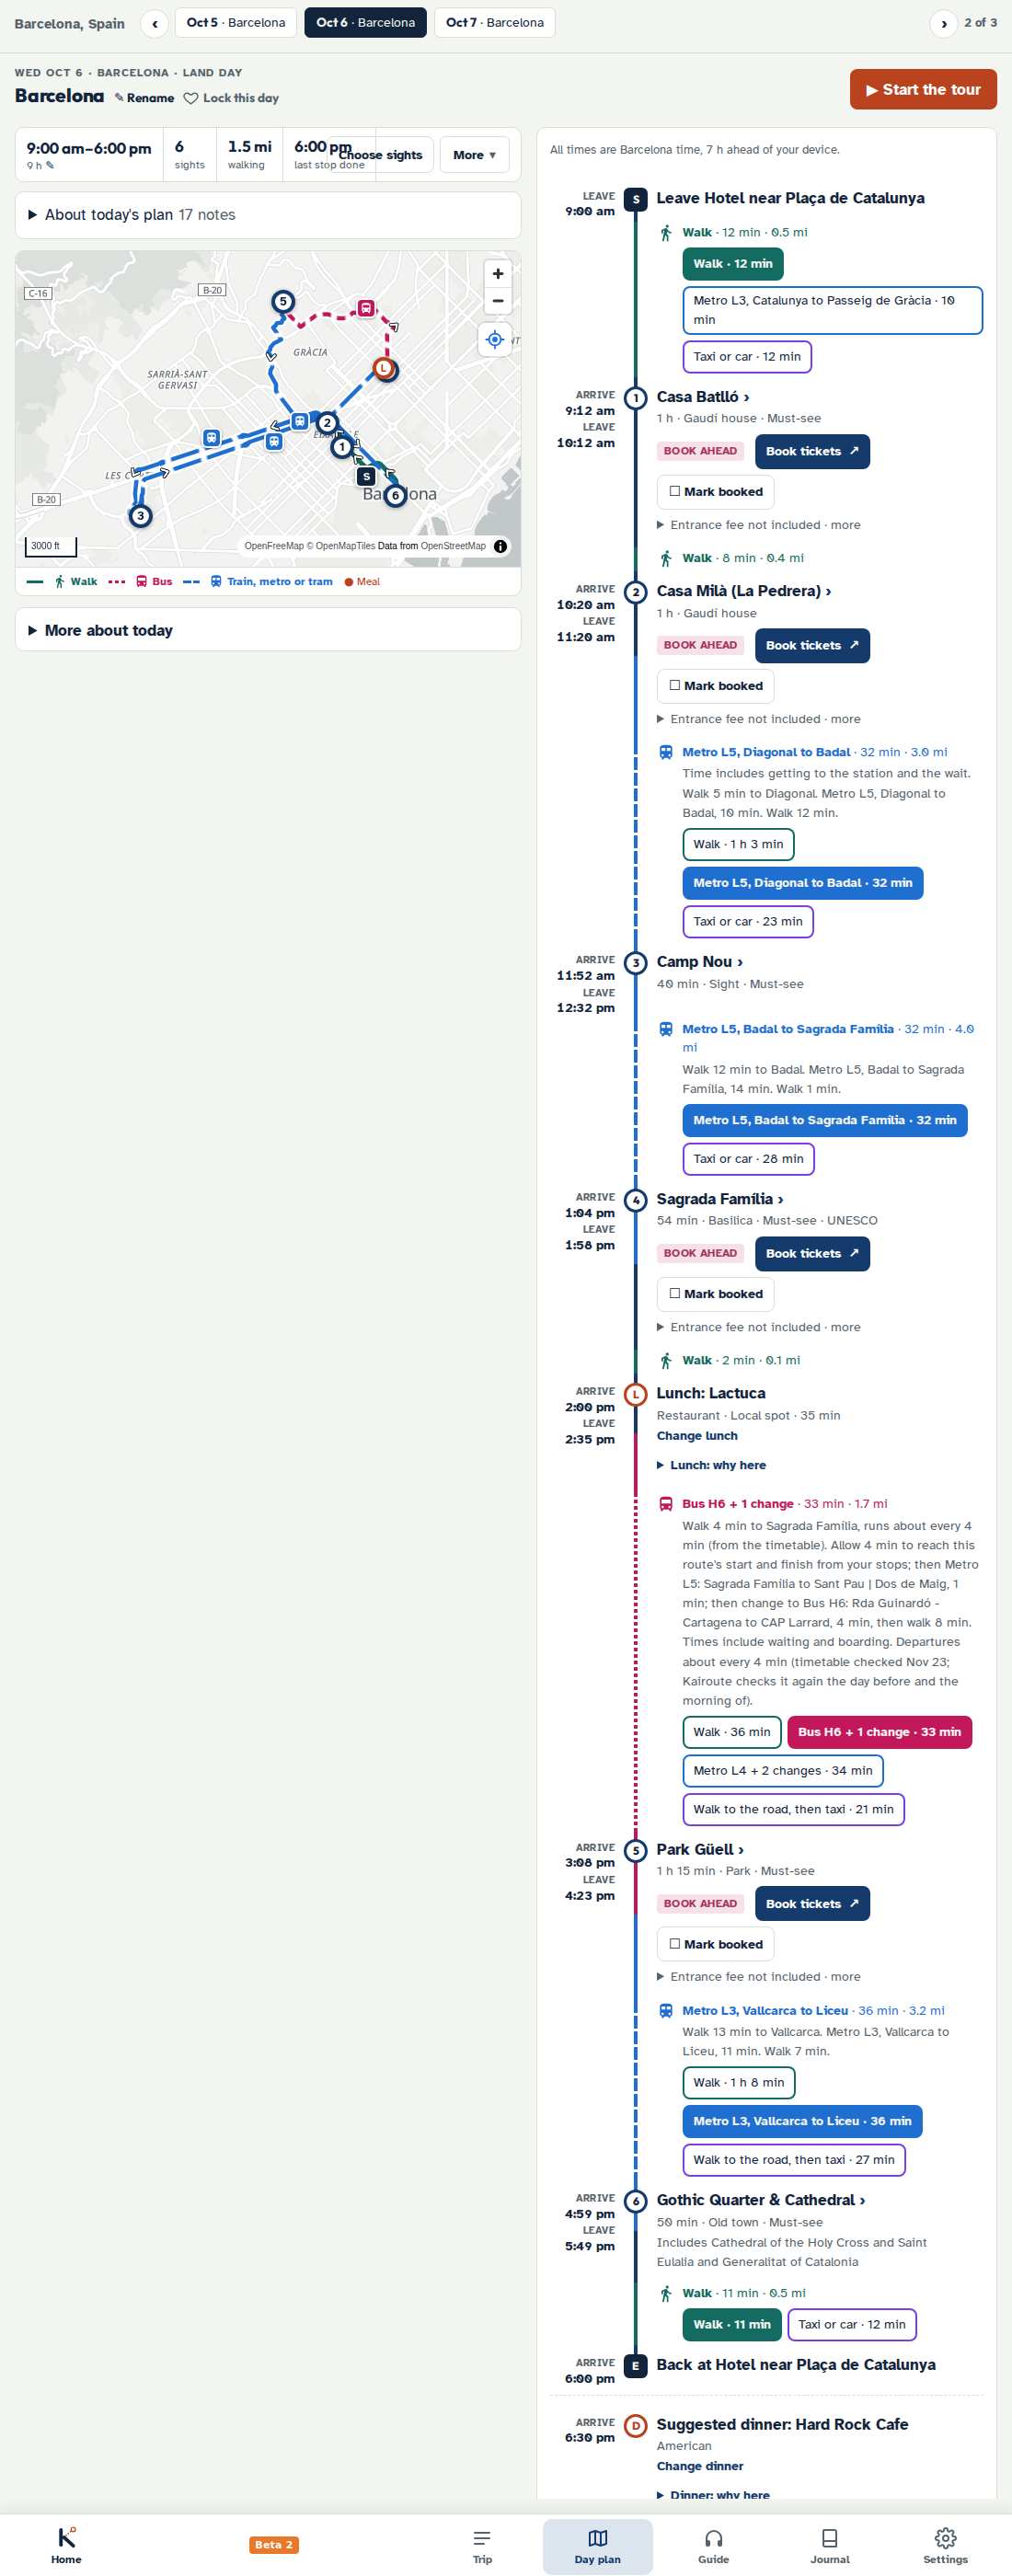 Barcelona, Spain
‹
Oct 5 · Barcelona
Oct 6 · Barcelona
Oct 7 · Barcelona
›
2 of 3
WED OCT 6 · BARCELONA · LAND DAY
Barcelona
✎ Rename
Lock this day
▶ Start the tour
9:00 am–6:00 pm
9 h ✎
6
sights
1.5 mi
walking
6:00 pm
last stop done
Choose sights
More ▾
▶ About today's plan 17 notes
C-16
B-20
5
GRÀCIA
SARRIÀ-SANT
GERVASI
L
2
1
S
6
LES C
3
B-20
Ba lona
+
−
3000 ft
OpenFreeMap © OpenMapTiles Data from OpenStreetMap
Walk
Bus
Train, metro or tram
Meal
▶ More about today
All times are Barcelona time, 7 h ahead of your device.
LEAVE
9:00 am
S
Leave Hotel near Plaça de Catalunya
Walk · 12 min · 0.5 mi
Walk · 12 min
Metro L3, Catalunya to Passeig de Gràcia · 10
min
Taxi or car · 12 min
ARRIVE
9:12 am
LEAVE
10:12 am
1
Casa Batlló ›
1 h · Gaudí house · Must-see
BOOK AHEAD
Book tickets ↗
☐ Mark booked
▶ Entrance fee not included · more
Walk · 8 min · 0.4 mi
ARRIVE
10:20 am
LEAVE
11:20 am
2
Casa Milà (La Pedrera) ›
1 h · Gaudí house
BOOK AHEAD
Book tickets ↗
☐ Mark booked
▶ Entrance fee not included · more
Metro L5, Diagonal to Badal · 32 min · 3.0 mi
Time includes getting to the station and the wait.
Walk 5 min to Diagonal. Metro L5, Diagonal to
Badal, 10 min. Walk 12 min.
Walk · 1 h 3 min
Metro L5, Diagonal to Badal · 32 min
Taxi or car · 23 min
ARRIVE
11:52 am
LEAVE
12:32 pm
3
Camp Nou ›
40 min · Sight · Must-see
Metro L5, Badal to Sagrada Família · 32 min · 4.0
mi
Walk 12 min to Badal. Metro L5, Badal to Sagrada
Família, 14 min. Walk 1 min.
Metro L5, Badal to Sagrada Família · 32 min
Taxi or car · 28 min
ARRIVE
1:04 pm
LEAVE
1:58 pm
4
Sagrada Família ›
54 min · Basilica · Must-see · UNESCO
BOOK AHEAD
Book tickets ↗
☐ Mark booked
▶ Entrance fee not included · more
Walk · 2 min · 0.1 mi
ARRIVE
2:00 pm
LEAVE
2:35 pm
L
Lunch: Lactuca
Restaurant · Local spot · 35 min
Change lunch
▶ Lunch: why here
Bus H6 + 1 change · 33 min · 1.7 mi
Walk 4 min to Sagrada Família, runs about every 4
min (from the timetable). Allow 4 min to reach this
route's start and finish from your stops; then Metro
L5: Sagrada Família to Sant Pau | Dos de Maig, 1
min; then change to Bus H6: Rda Guinardó -
Cartagena to CAP Larrard, 4 min, then walk 8 min.
Times include waiting and boarding. Departures
about every 4 min (timetable checked Nov 23;
Kairoute checks it again the day before and the
morning of).
Walk · 36 min
Bus H6 + 1 change · 33 min
Metro L4 + 2 changes · 34 min
Walk to the road, then taxi · 21 min
ARRIVE
3:08 pm
LEAVE
4:23 pm
5
Park Güell ›
1 h 15 min · Park · Must-see
BOOK AHEAD
Book tickets ↗
☐ Mark booked
▶ Entrance fee not included · more
Metro L3, Vallcarca to Liceu · 36 min · 3.2 mi
Walk 13 min to Vallcarca. Metro L3, Vallcarca to
Liceu, 11 min. Walk 7 min.
Walk · 1 h 8 min
Metro L3, Vallcarca to Liceu · 36 min
Walk to the road, then taxi · 27 min
ARRIVE
4:59 pm
LEAVE
5:49 pm
6
Gothic Quarter & Cathedral ›
50 min · Old town · Must-see
Includes Cathedral of the Holy Cross and Saint
Eulalia and Generalitat of Catalonia
Walk · 11 min · 0.5 mi
Walk · 11 min
Taxi or car · 12 min
ARRIVE
6:00 pm
E
Back at Hotel near Plaça de Catalunya
ARRIVE
6:30 pm
D
Suggested dinner: Hard Rock Cafe
American
Change dinner
▶ Dinner: why here
Home
Beta 2
Trip
Day plan
Guide
Journal
Settings